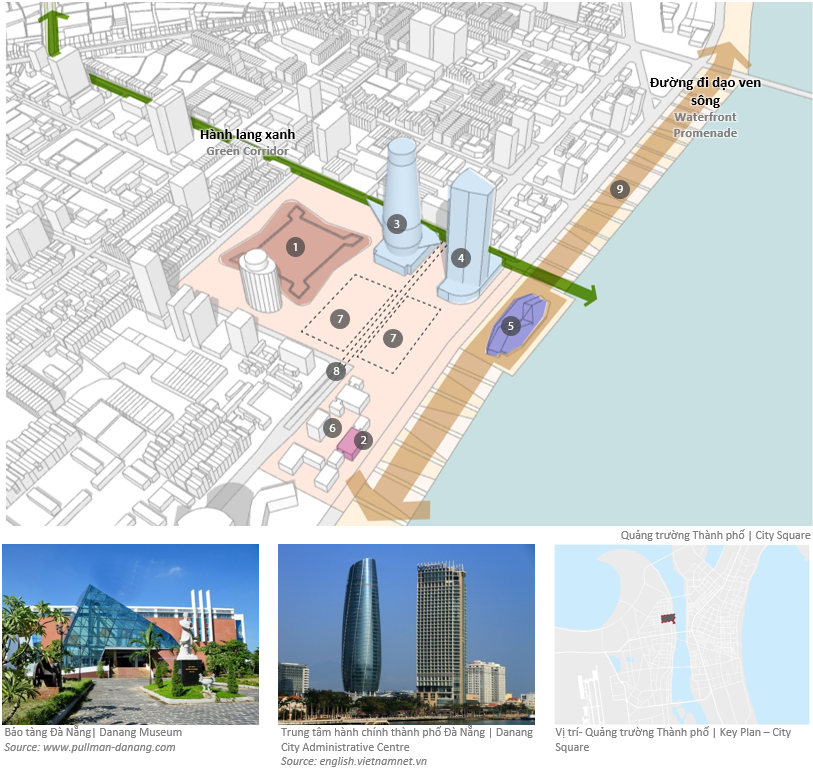 Đường đi dạo ven
sông
Waterfront
Promenade
Hành lang xanh
Green Corridor
9
3
1
4
5
7
7
8
6
2
Quảng trường Thành phố | City Square
Bảo tàng Đà Nẵng| Danang Museum
Source: www.pullman-danang.com
Trung tâm hành chính thành phố Đà Nẵng | Danang
City Administrative Centre
Source: english.vietnamnet.vn
Vị trí- Quảng trường Thành phố | Key Plan – City
Square